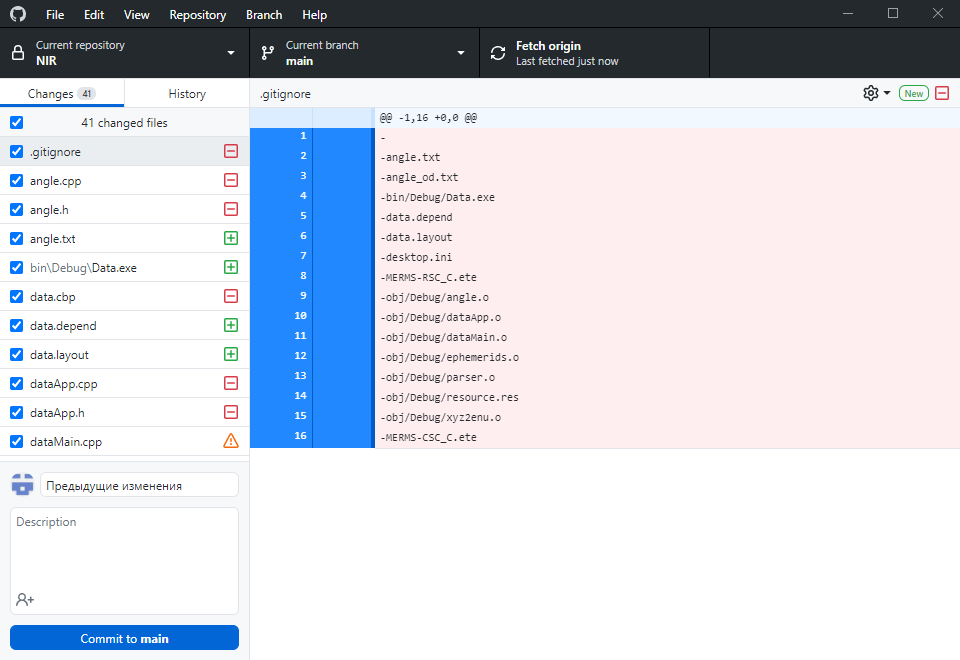 File Edit View Repository Branch Help
Current repository
NIR
Current branch
main
Fetch origin
Last fetched just now
Changes 41
History
.gitignore
New
41 changed files
.gitignore
angle.cpp
angle.h
angle.txt
bin\Debug\Data.exe
data.cbp
data.depend
data.layout
dataApp.cpp
dataApp.h
dataMain.cpp
Предыдущие изменения
Description
Commit to main
@@ -1,16 +0,0 @@
1 -
2 -angle.txt
3 -angle_od.txt
4 -bin/Debug/Data.exe
5 -data.depend
6 -data.layout
7 -desktop.ini
8 -MERMS-RSC_C.ete
9 -obj/Debug/angle.o
10 -obj/Debug/dataApp.o
11 -obj/Debug/dataMain.o
12 -obj/Debug/ephemerids.o
13 -obj/Debug/parser.o
14 -obj/Debug/resource.res
15 -obj/Debug/xyz2enu.o
16 -MERMS-CSC_C.ete